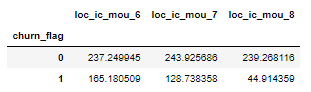 loc_ic_mou_6 loc_ic_mou_7 loc_ic_mou_8
churn_flag
0 237.249945 243.925686 239.268116
1 165.180509 128.738358 44.914359